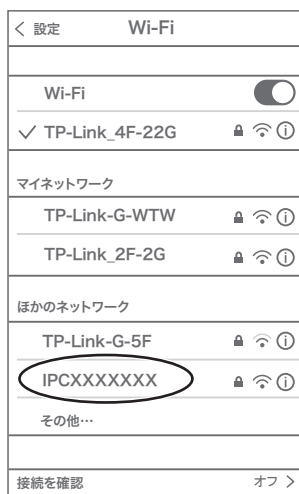 < 設定 Wi-Fi
Wi-Fi
TP-Link_4F-22G
マイネットワーク
TP-Link-G-WTW
TP-Link_2F-2G
ほかのネットワーク
TP-Link-G-5F
IPCXXXXXXX
その他…
接続を確認 オフ >